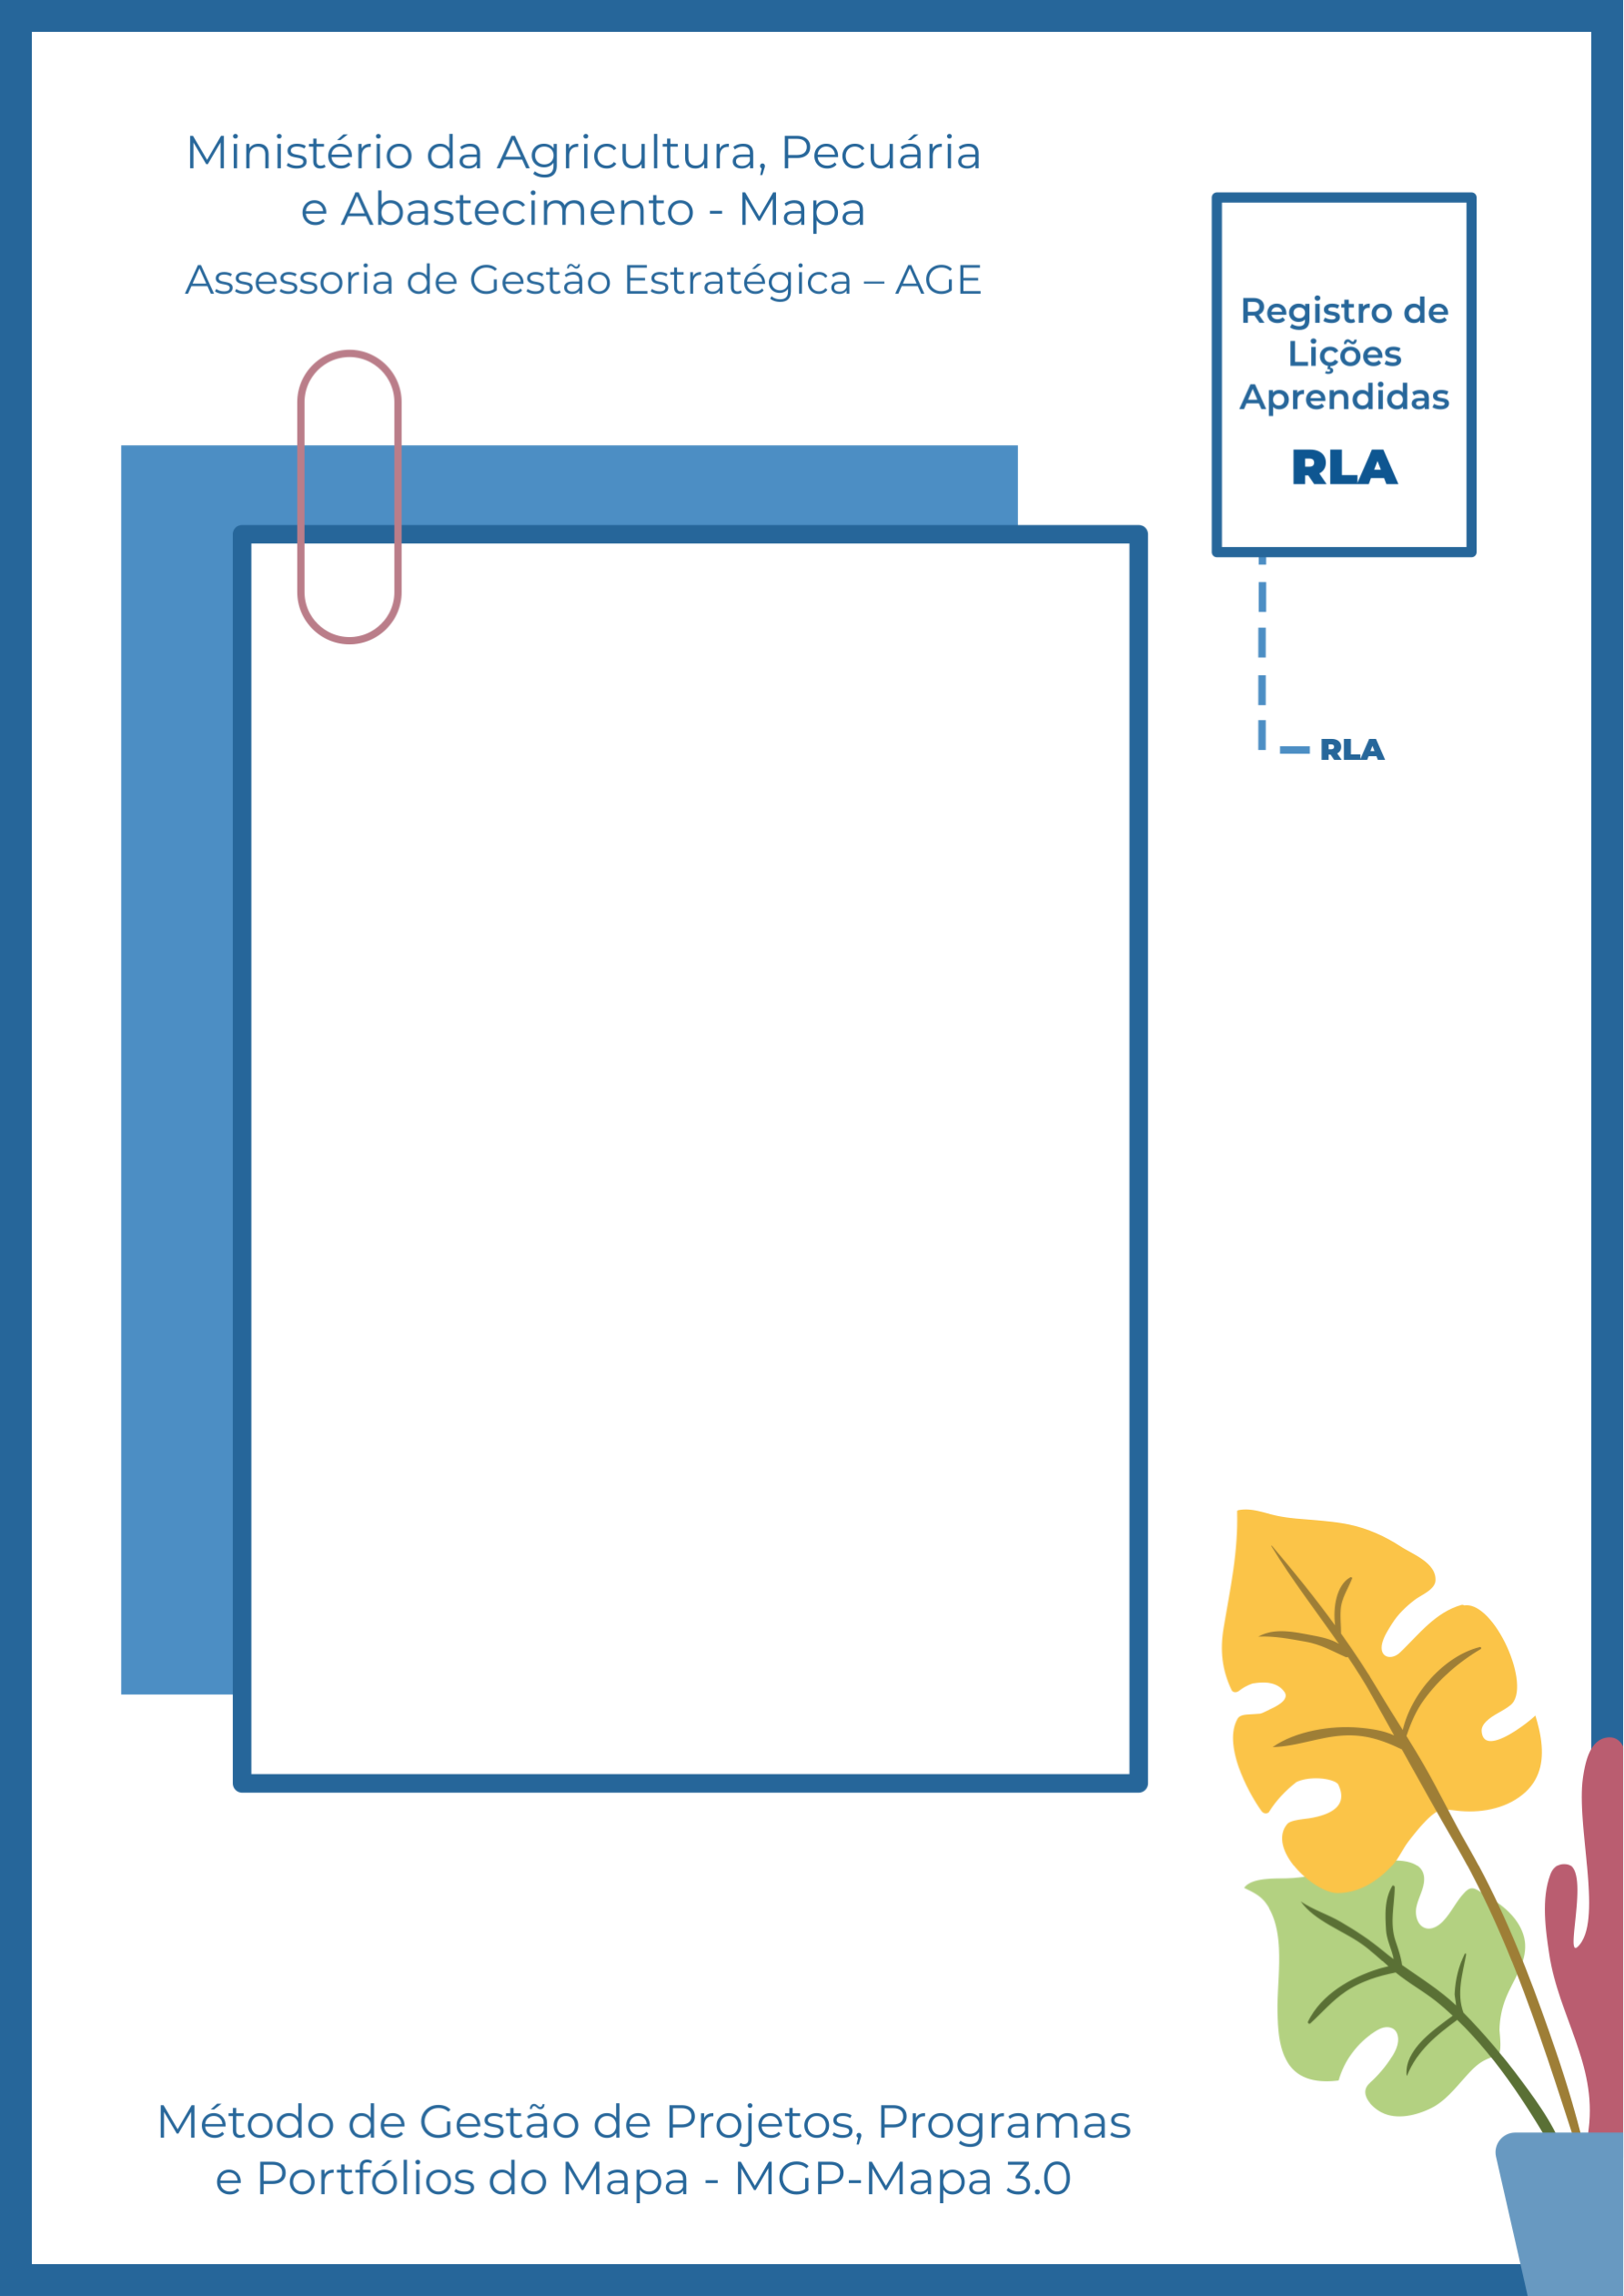 Ministério da Agricultura, Pecuária
e Abastecimento - Mapa
Assessoria de Gestão Estratégica – AGE
Registro de
Lições
Aprendidas
RLA
RLA
Método de Gestão de Projetos, Programas
e Portfólios do Mapa - MGP-Mapa 3.0